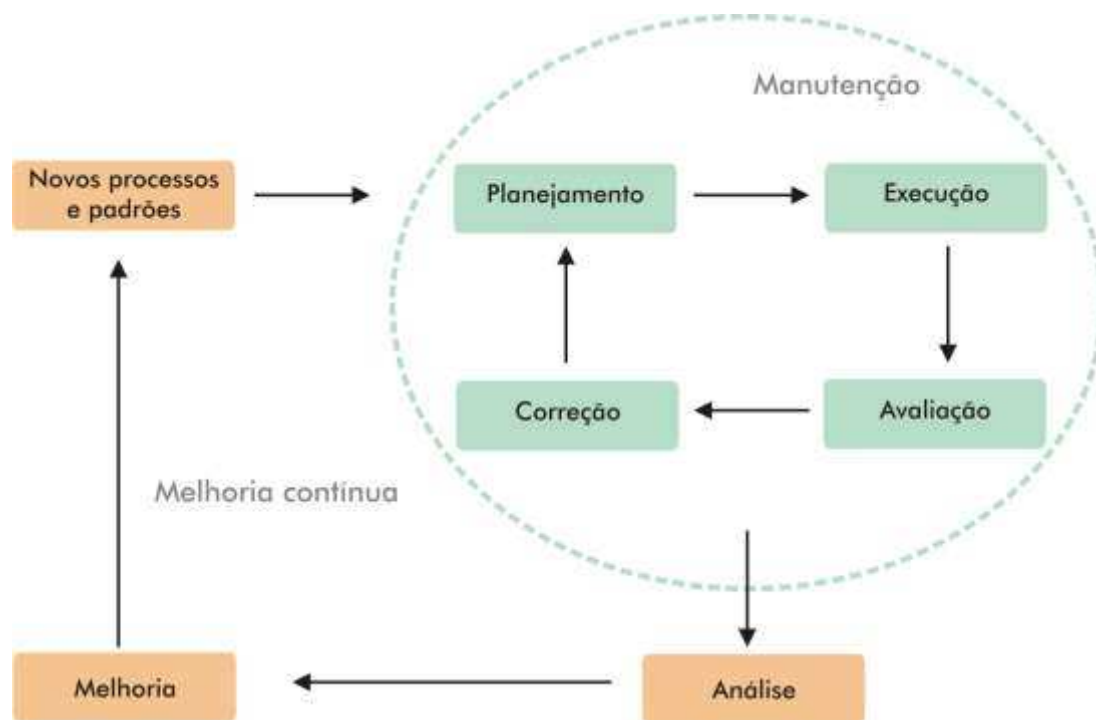 Manutenção
Novos processos
e padrões
Planejamento
Execução
Correção
Avaliação
Melhoria contínua
Melhoria
Análise